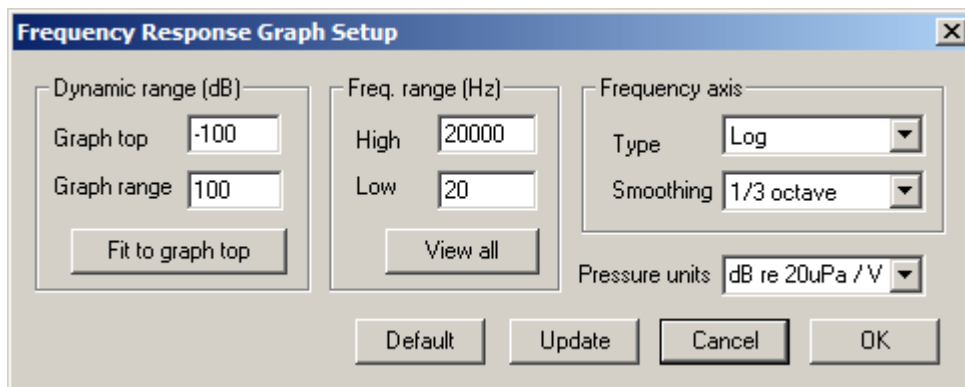 Frequency Response Graph Setup
Dynamic range (dB)
Graph top -100
Graph range 100
Fit to graph top
Freq. range (Hz)
High 20000
Low 20
View all
Frequency axis
Type Log
Smoothing 1/3 octave
Pressure units dB re 20uPa / V
Default Update Cancel OK